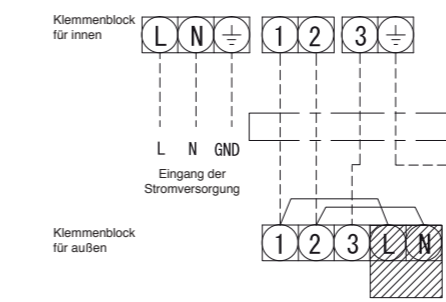 Klemmenblock
für innen
L N 1 2 3
L N GND
Eingang der
Stromversorgung
Klemmenblock
für außen
1 2 3 L N